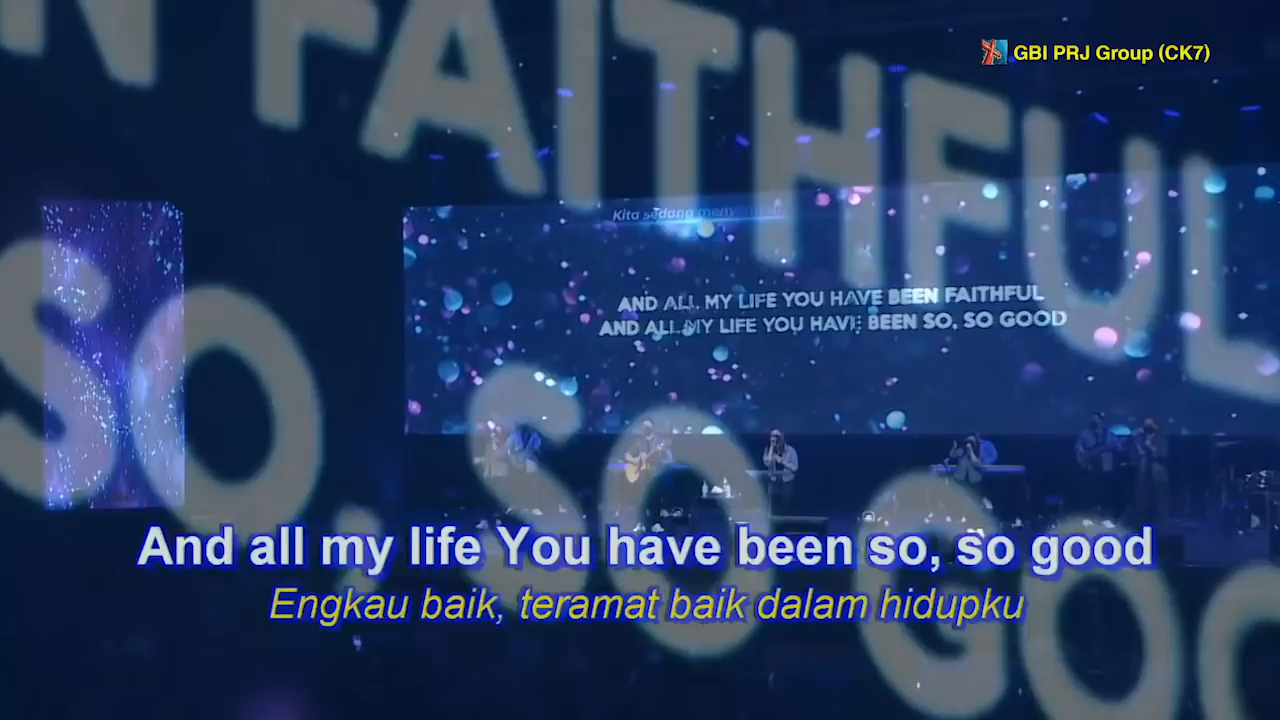 N FAITHFUL
GBI PRJ Group (CK7)
Kita sedang
AND ALL MY LIFE YOU HAVE BEEN FAITHFUL
AND ALL MY LIFE YOU HAVE BEEN SO, SO GOOD
SO, SO GOO
And all my life You have been so, so good
Engkau baik, teramat baik dalam hidupku